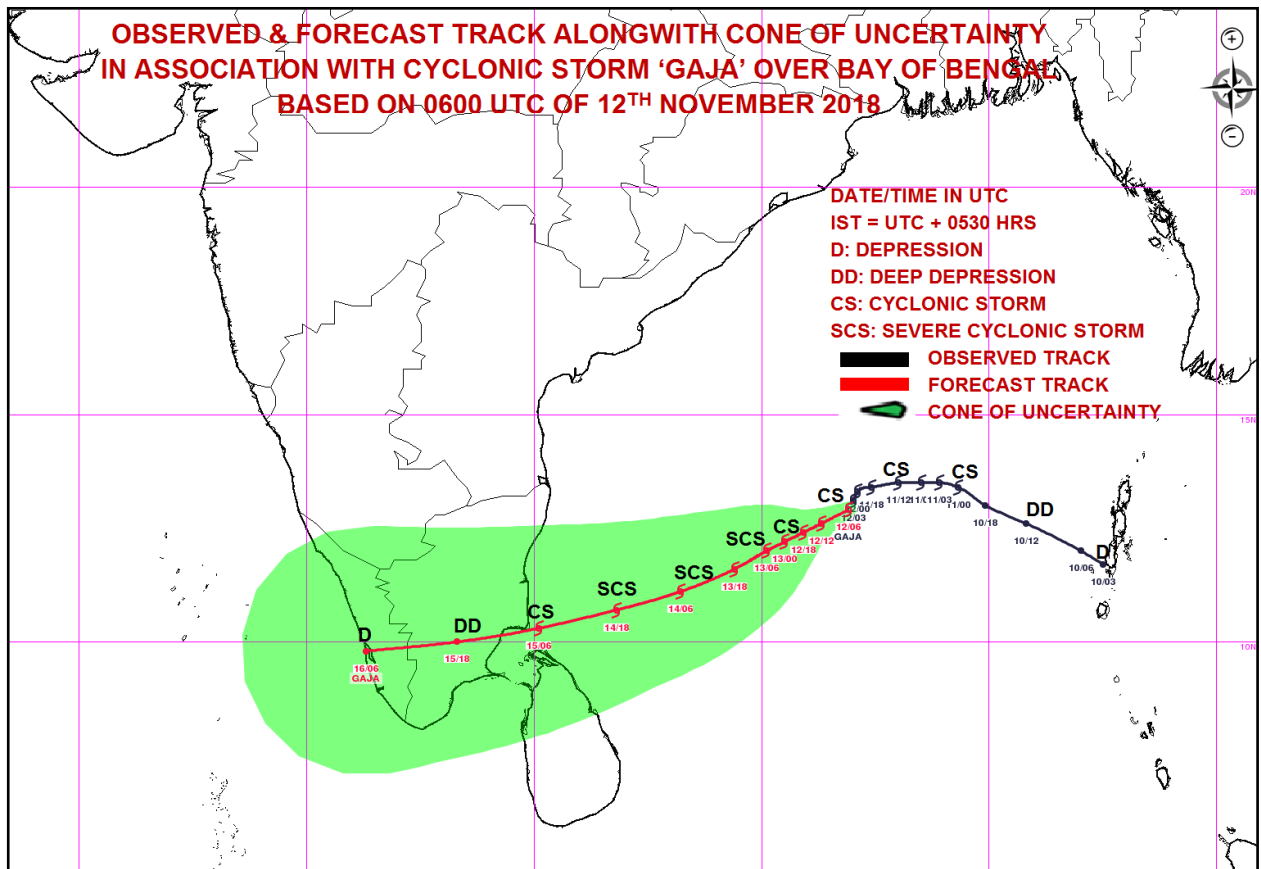 OBSERVED & FORECAST TRACK ALONGWITH CONE OF UNCERTAINTY
IN ASSOCIATION WITH CYCLONIC STORM ‘GAJA’ OVER BAY OF BENGAL
BASED ON 0600 UTC OF 12TH NOVEMBER 2018
DATE/TIME IN UTC
IST = UTC + 0530 HRS
D: DEPRESSION
DD: DEEP DEPRESSION
CS: CYCLONIC STORM
SCS: SEVERE CYCLONIC STORM
OBSERVED TRACK
FORECAST TRACK
CONE OF UNCERTAINTY
20N
15N
10N
D
10/03
10/06
DD
10/12
10/18
CS
11/00
11/03
CS
11/12
11/18
12/03
CS
12/06
GAJA
12/12
CS
12/18
13/00
SCS
13/06
13/18
SCS
14/06
SCS
14/18
CS
15/06
DD
15/18
D
16/06
GAJA